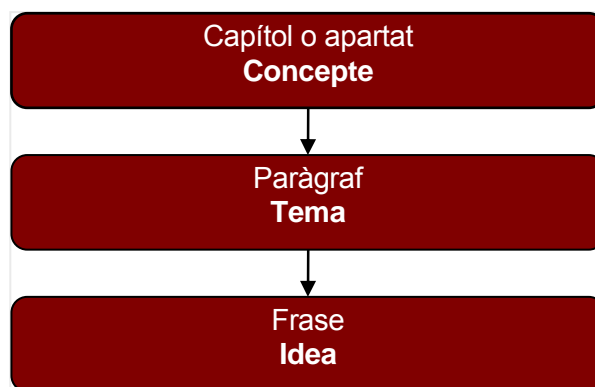 Capítol o apartat
Concepte
Paràgraf
Tema
Frase
Idea